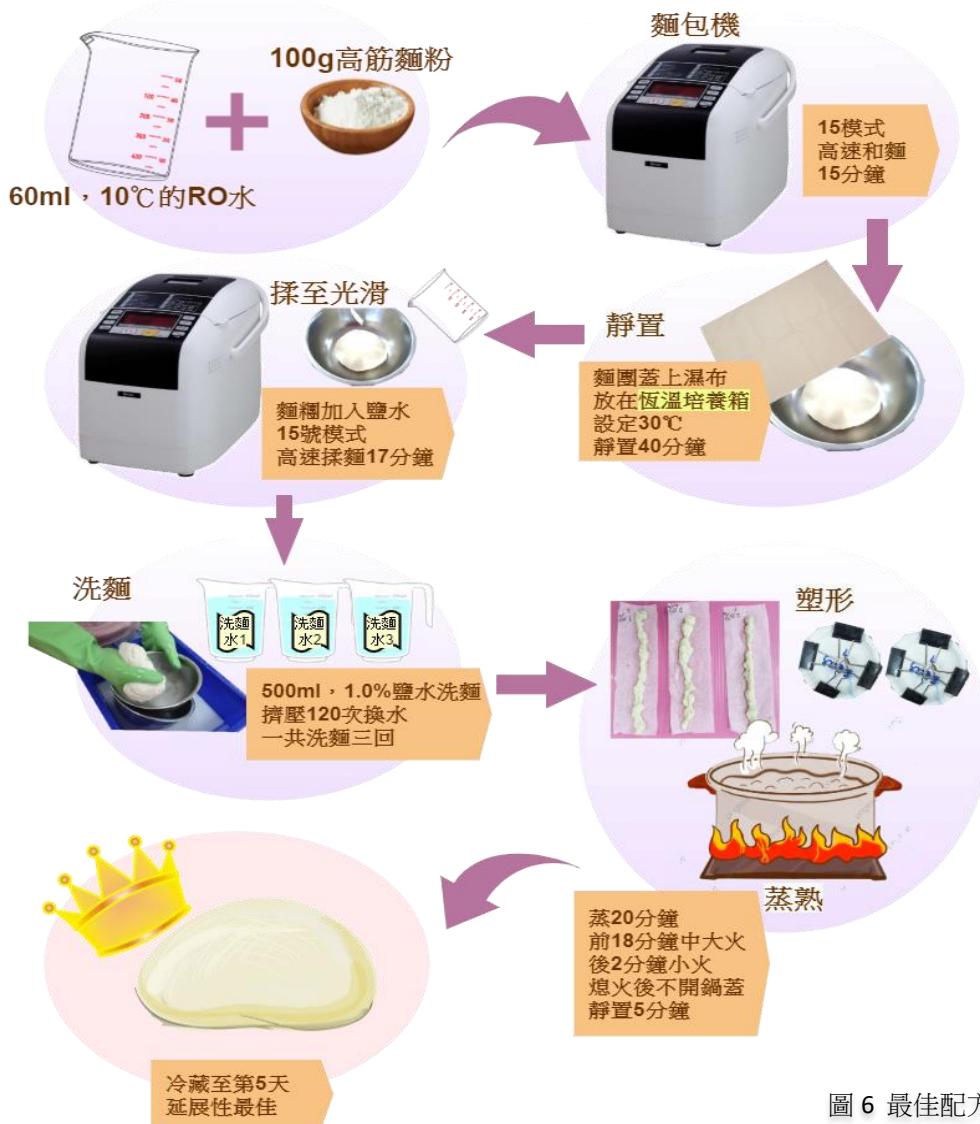 100g高筋麵粉
60ml，10℃的RO水
麵包機
15模式
高速和麵
15分鐘
靜置
麵團蓋上濕布
放在恆溫培養箱
設定30℃
靜置40分鐘
揉至光滑
麵糰加入鹽水
15號模式
高速揉麵17分鐘
洗麵
洗麵
水1
洗麵
水2
洗麵
水3
500ml，1.0%鹽水洗麵
擠壓120次換水
一共洗麵三回
塑形
蒸熟
蒸20分鐘
前18分鐘中大火
後2分鐘小火
熄火後不開鍋蓋
靜置5分鐘
冷藏至第5天
延展性最佳
圖 6 最佳配方